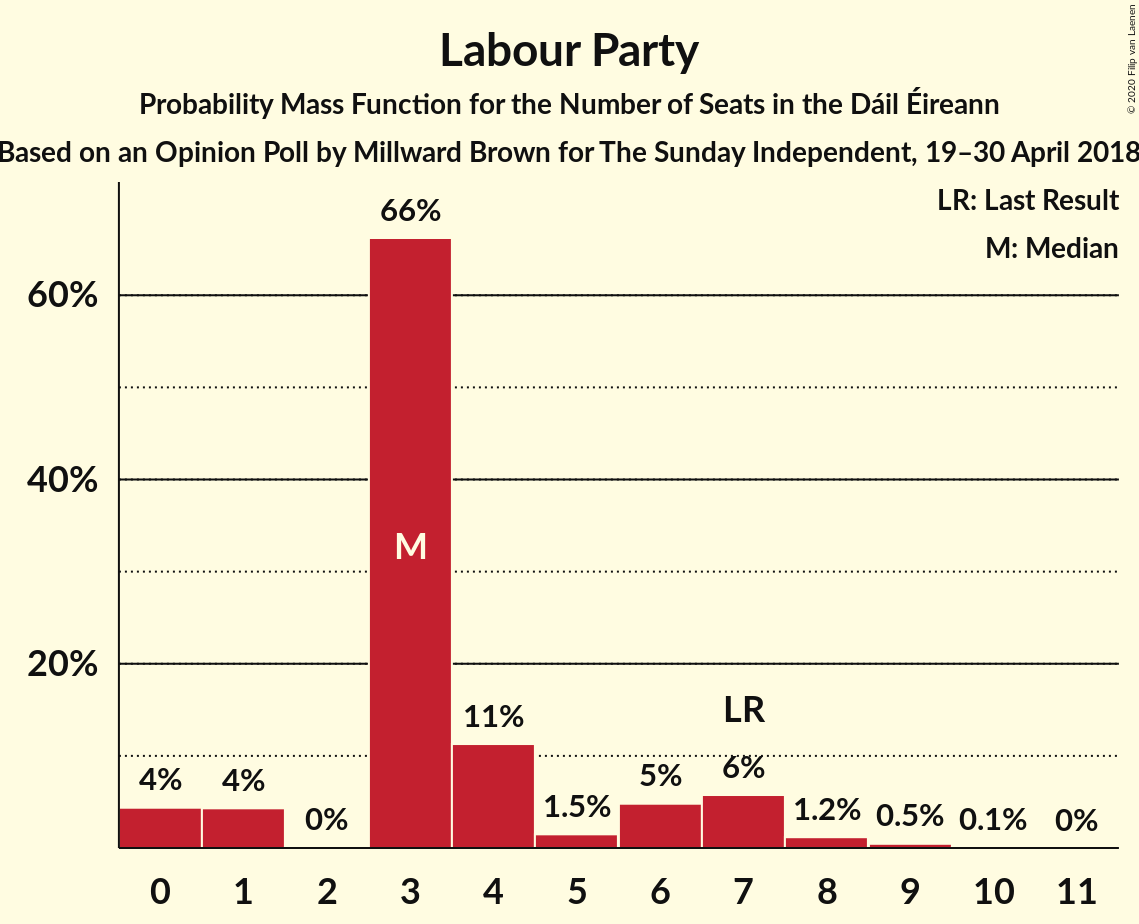 © 2020 Filip van Laenen
Labour Party
Probability Mass Function for the Number of Seats in the Dáil Éireann
Based on an Opinion Poll by Millward Brown for The Sunday Independent, 19–30 April 2018
LR: Last Result
M: Median
66%
60%
40%
M
20%
LR
11%
4% 4% 0% 1.5% 5% 6% 1.2% 0.5% 0.1% 0%
0 1 2 3 4 5 6 7 8 9 10 11